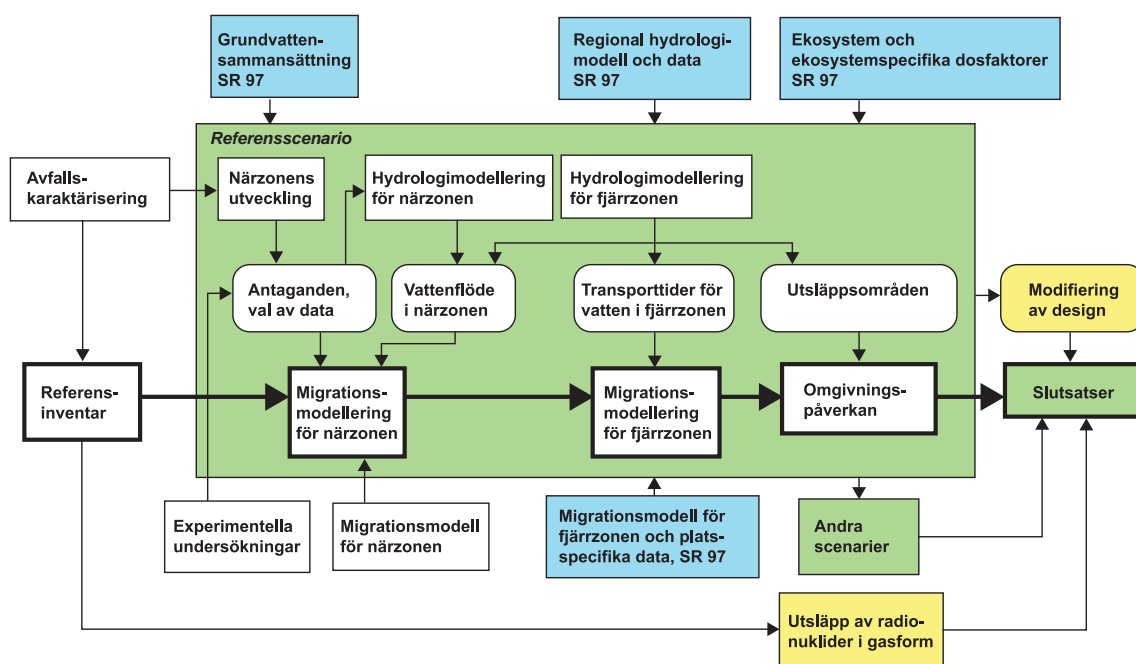 Grundvatten-
sammansättning
SR 97
Regional hydrologi-
modell och data
SR 97
Ekosystem och
ekosystemspecifika dosfaktorer
SR 97
Referensscenario
Avfalls-
karaktärisering
Närzonens
utveckling
Hydrologimodellering
för närzonen
Hydrologimodellering
för fjärrzonen
Antaganden,
val av data
Vattenflöde
i närzonen
Transporttider för
vatten i fjärrzonen
Utsläppsområden
Modifiering
av design
Referens-
inventar
Migrations-
modellering
för närzonen
Migrations-
modellering
för fjärrzonen
Omgivnings-
påverkan
Slutsatser
Experimentella
undersökningar
Migrationsmodell
för närzonen
Migrationsmodell för
fjärrzonen och plats-
specifika data, SR 97
Andra
scenarier
Utsläpp av radio-
nuklider i gasform